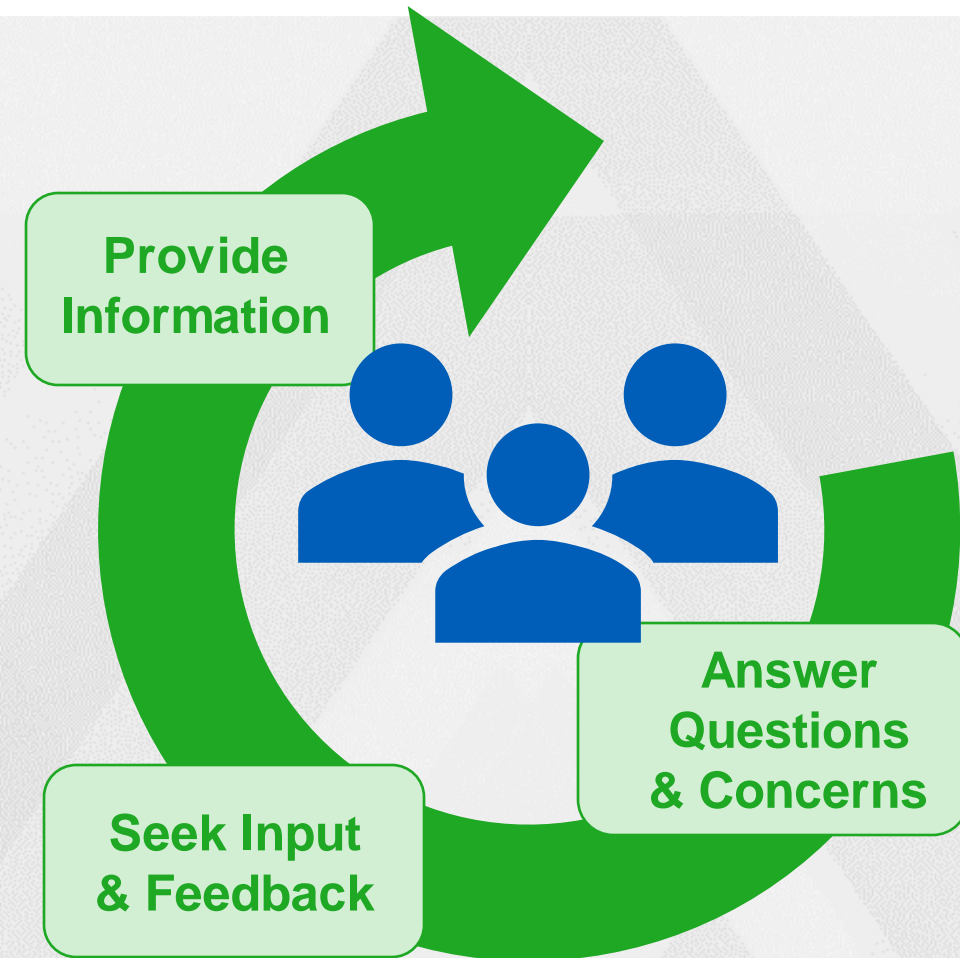 Provide
Information
Answer
Questions
& Concerns
Seek Input
& Feedback